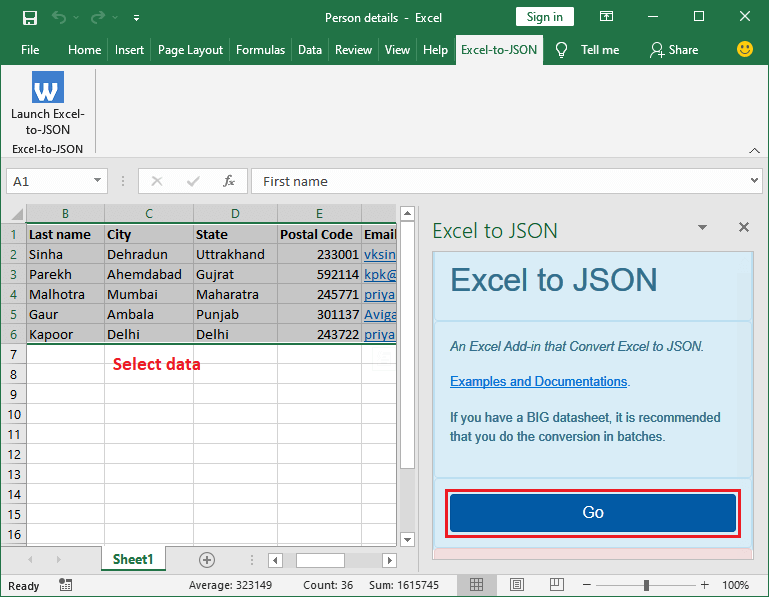 Person details - Excel
Sign in
File Home Insert Page Layout Formulas Data Review View Help Excel-to-JSON Tell me Share
W
Launch Excel-
to-JSON
Excel-to-JSON
A1 fx First name
B C D E
1 Last name City State Postal Code Email
2 Sinha Dehradun Uttrakhand 233001 vksin
3 Parekh Ahemdabad Gujrat 592114 kpk@
4 Malhotra Mumbai Maharatra 245771 priya
5 Gaur Ambala Punjab 301137 Aviga
6 Kapoor Delhi Delhi 243722 priya
7
8
9
10
11
12
13
14
15
16
Select data
Excel to JSON
Excel to JSON
An Excel Add-in that Convert Excel to JSON.
Examples and Documentations.
If you have a BIG datasheet, it is recommended
that you do the conversion in batches.
Go
Sheet1
Ready Average: 323149 Count: 36 Sum: 1615745 100%